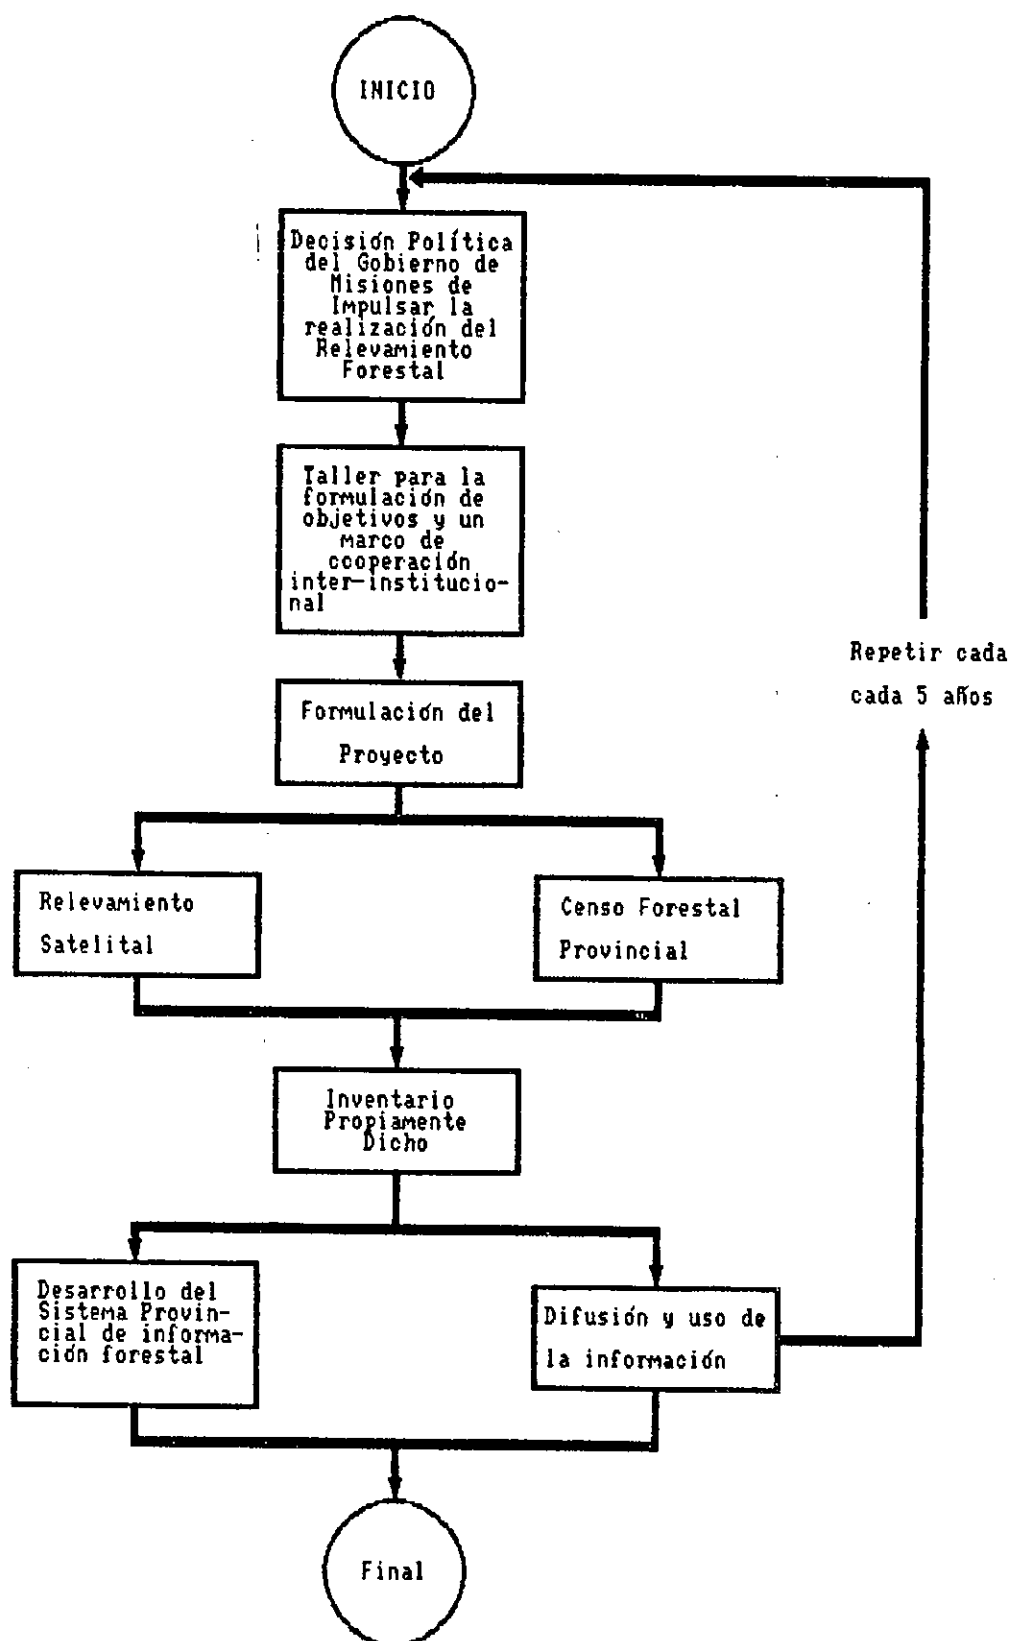 INICIO
Decisión Política
del Gobierno de
Misiones de
Impulsar la
realización del
Relevamiento
Forestal
Taller para la
formulación de
objetivos y un
marco de
cooperación
inter-institucio-
nal
Formulación del
Proyecto
Repetir cada
cada 5 años
Relevamiento
Satelital
Censo Forestal
Provincial
Inventario
Propiamente
Dicho
Desarrollo del
Sistema Provin-
cial de informa-
ción forestal
Difusión y uso de
la información
Final